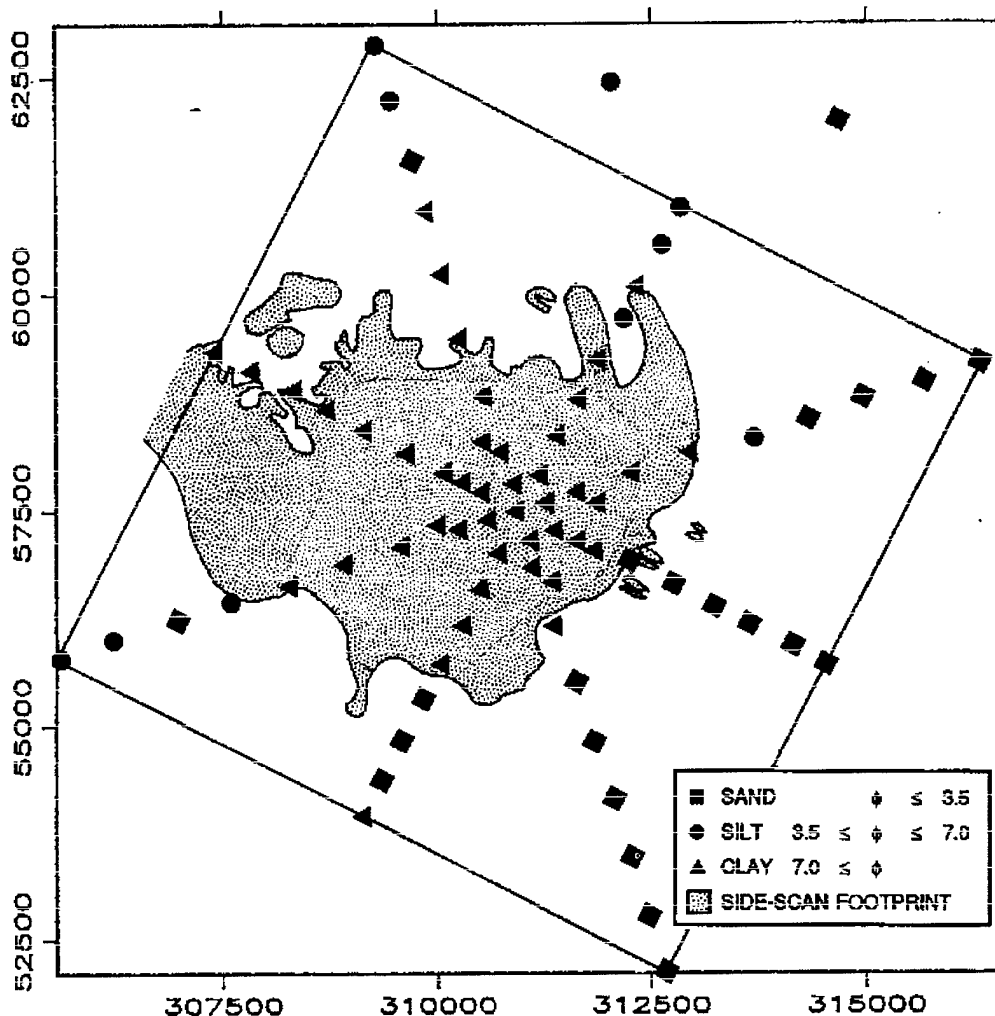 62500
60000
57500
55000
52500
SAND ϕ ≤ 3.5
SILT 3.5 ≤ ϕ ≤ 7.0
CLAY 7.0 ≤ ϕ
SIDE-SCAN FOOTPRINT
307500 310000 312500 315000